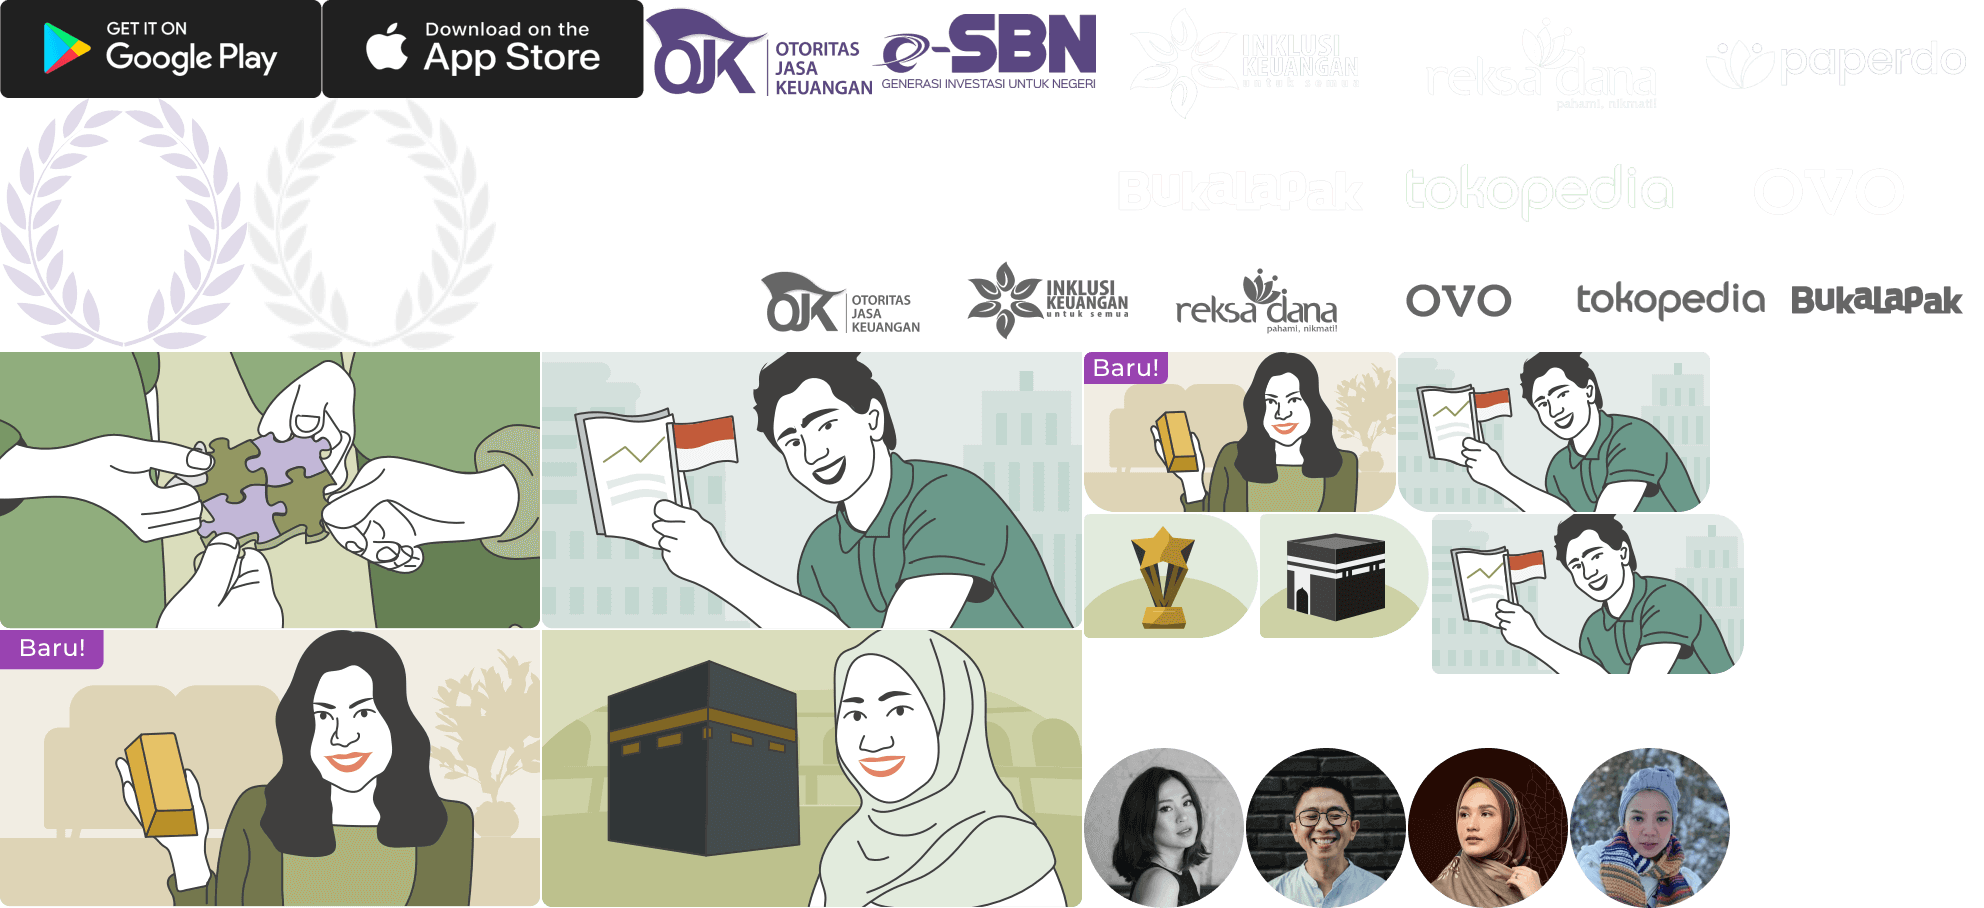 GET IT ON
Google Play
Download on the
App Store
OJK
OTORITAS
JASA
KEUANGAN
e-SBN
GENERASI INVESTASI UNTUK NEGERI
INKLUSI
KEUANGAN
untuk semua
reksa dana
pahami, nikmati!
paperdo
BukaLaPak
tokopedia
OVO
OJK
OTORITAS
JASA
KEUANGAN
INKLUSI
KEUANGAN
untuk semua
reksa dana
pahami, nikmati!
OVO
tokopedia
BukaLaPak
Baru!
Baru!